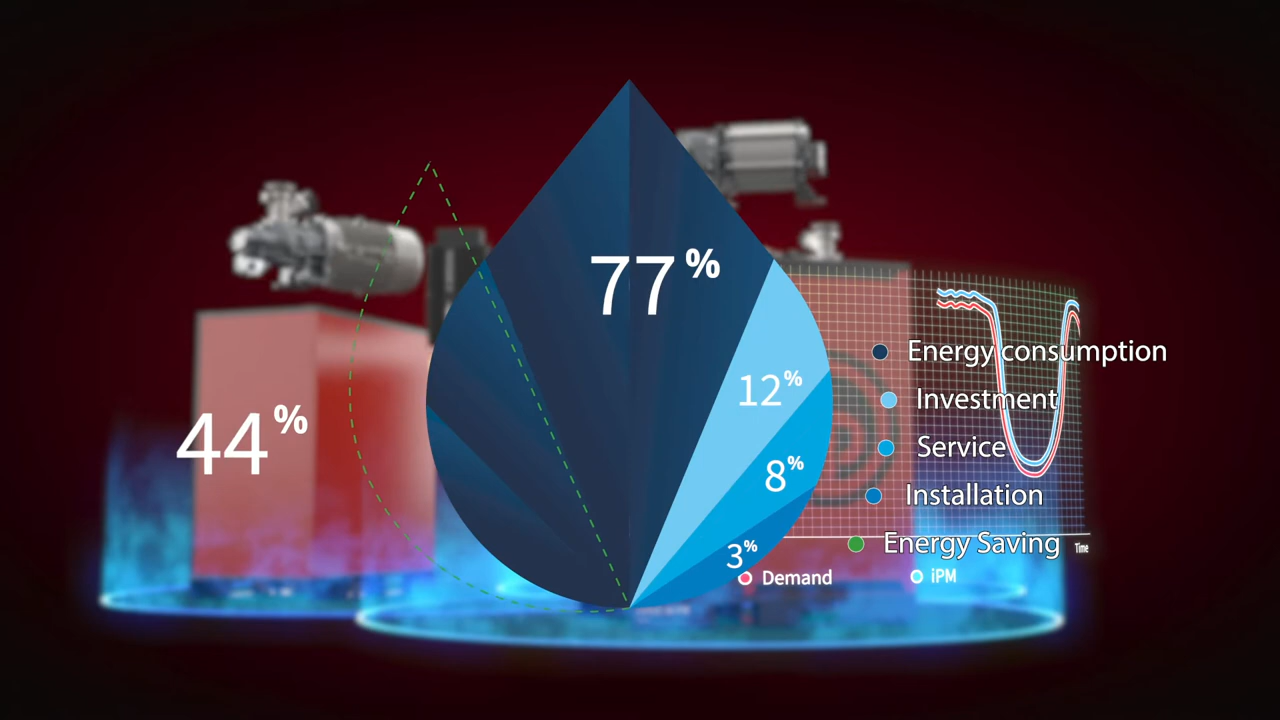 77%
44%
12%
8%
3%
Energy consumption
Investment
Service
Installation
Energy Saving
Time
Demand
iPM